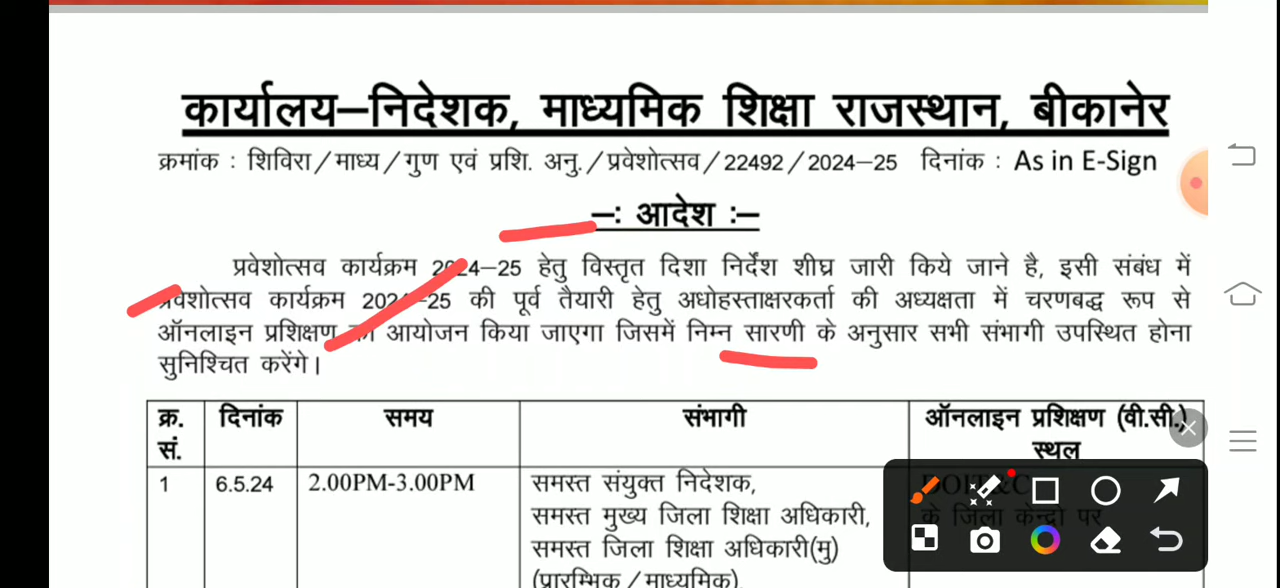 कार्यालय–निदेशक, माध्यमिक शिक्षा राजस्थान, बीकानेर
क्रमांक : शिविरा/माध्य/गुण एवं प्रशि. अनु./प्रवेशोत्सव/22492/2024–25 दिनांक : As in E-Sign
–: आदेश :–
प्रवेशोत्सव कार्यक्रम 2024–25 हेतु विस्तृत दिशा निर्देश शीघ्र जारी किये जाने है, इसी संबंध में
प्रवेशोत्सव कार्यक्रम 2024–25 की पूर्व तैयारी हेतु अधोहस्ताक्षरकर्ता की अध्यक्षता में चरणबद्ध रूप से
ऑनलाइन प्रशिक्षण का आयोजन किया जाएगा जिसमें निम्न सारणी के अनुसार सभी संभागी उपस्थित होना
सुनिश्चित करेंगे।
क्र. सं. दिनांक समय संभागी ऑनलाइन प्रशिक्षण (वी.सी.) स्थल
1 6.5.24 2.00PM-3.00PM समस्त संयुक्त निदेशक,
समस्त मुख्य जिला शिक्षा अधिकारी, के जिला केन्द्रो पर
समस्त जिला शिक्षा अधिकारी(मु)
(प्रारम्भिक/माध्यमिक)